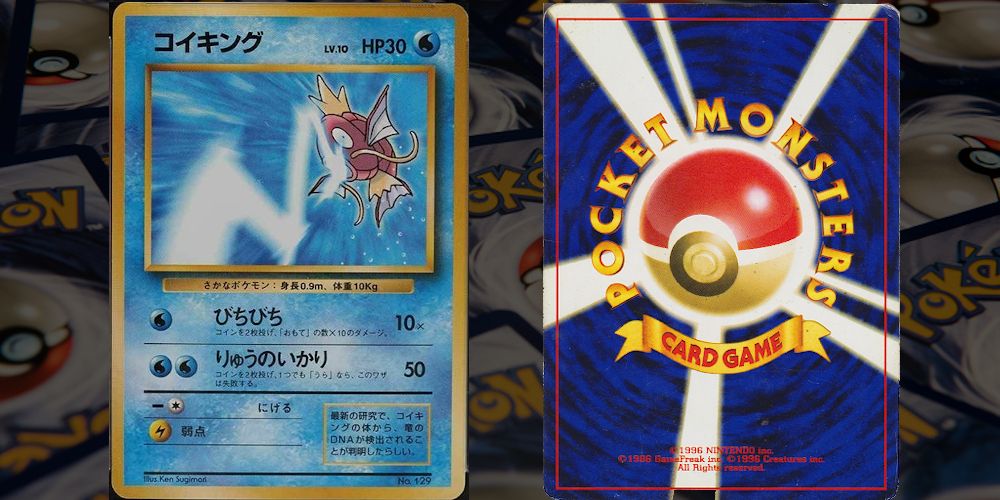 コイキング LV.10 HP30
さかなポケモン：身長0.9m、体重10Kg
びちびち 10×
コインを2枚投げ、「おもて」の数×10のダメージ。
りゅうのいかり 50
コインを2枚投げ、1つでも「うら」なら、このワザ
は失敗する。
にげる
弱点
最新の研究で、コイキ
ングの体から、竜の
DNAが検出されるこ
とが判明したらしい。
Illus.Ken Sugimori No.129
POCKET MONSTERS
CARD GAME
©1996 NINTENDO inc.
©1986 GameFreak inc. ©1996 Creatures inc.
All Rights reserved.